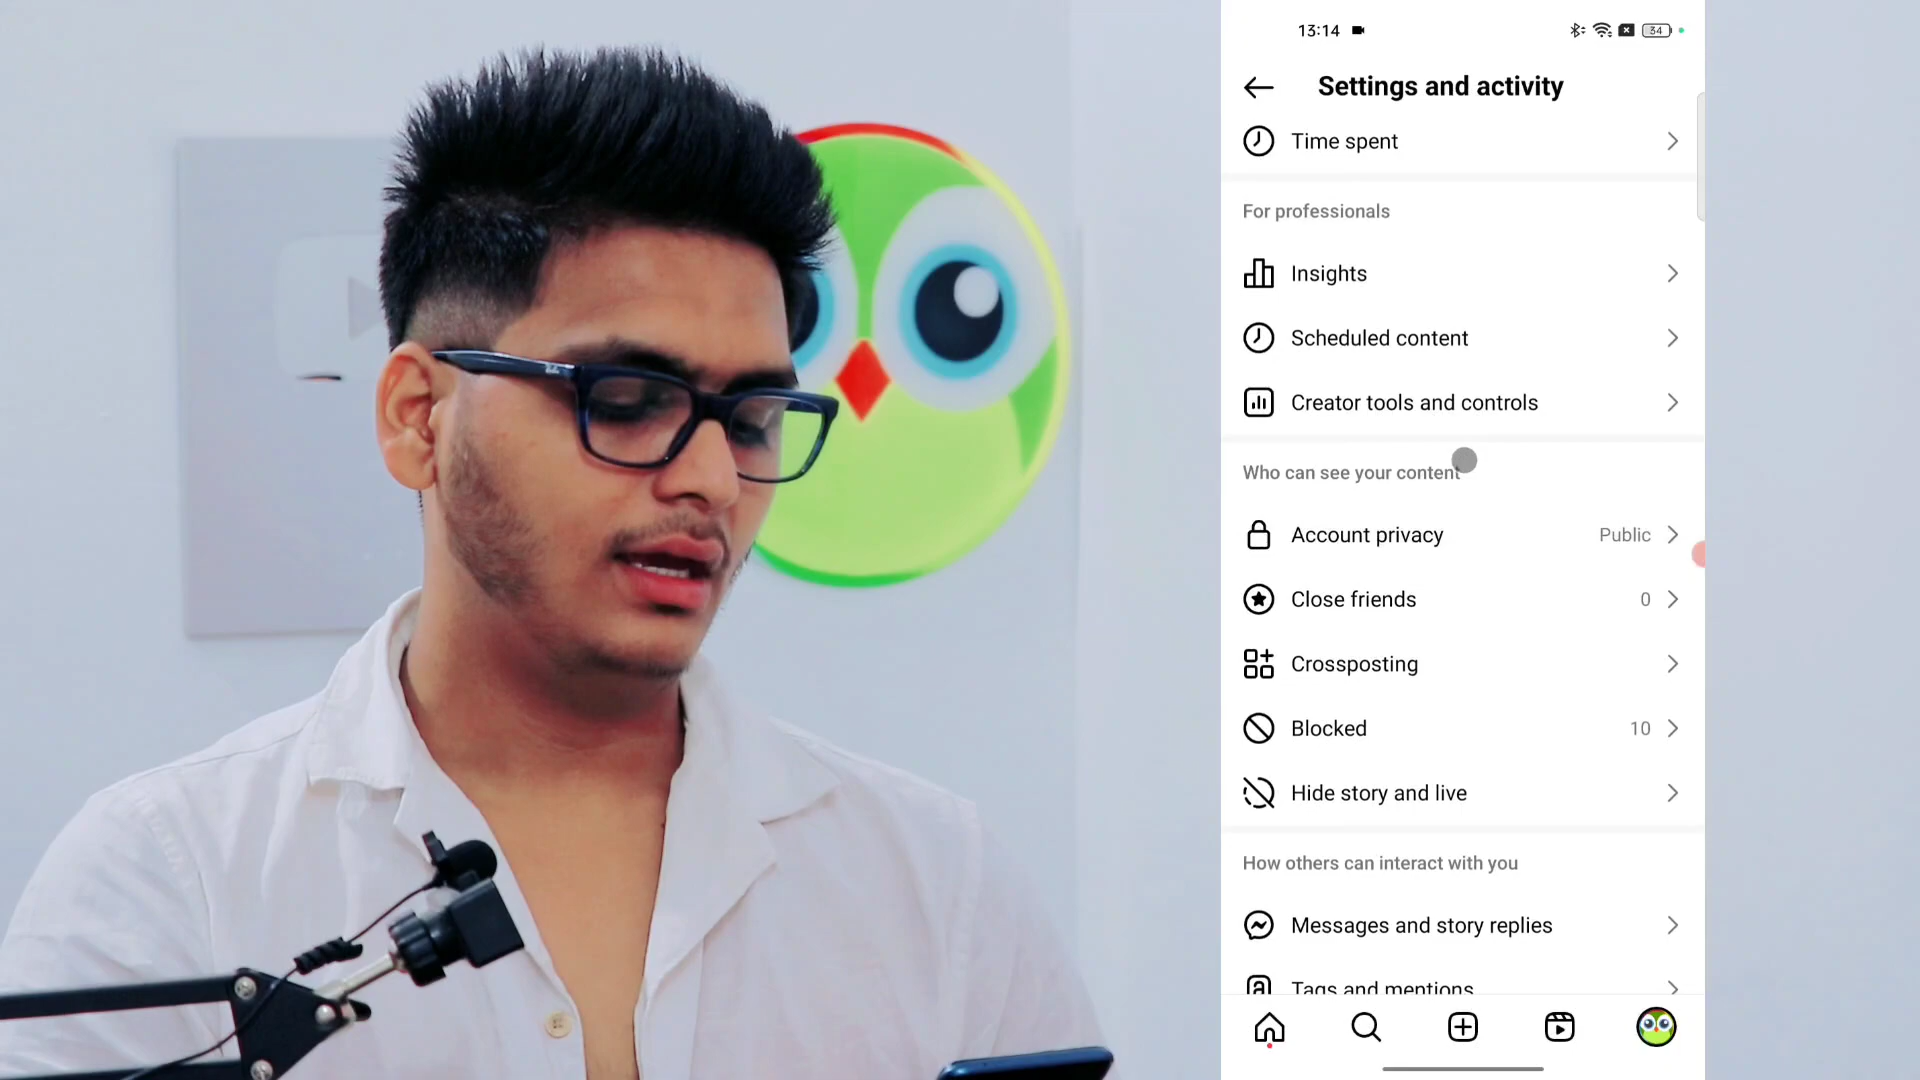 13:14
34
Settings and activity
Time spent
For professionals
Insights
Scheduled content
Creator tools and controls
Who can see your content
Account privacy Public
Close friends 0
Crossposting
Blocked 10
Hide story and live
How others can interact with you
Messages and story replies
Tags and mentions